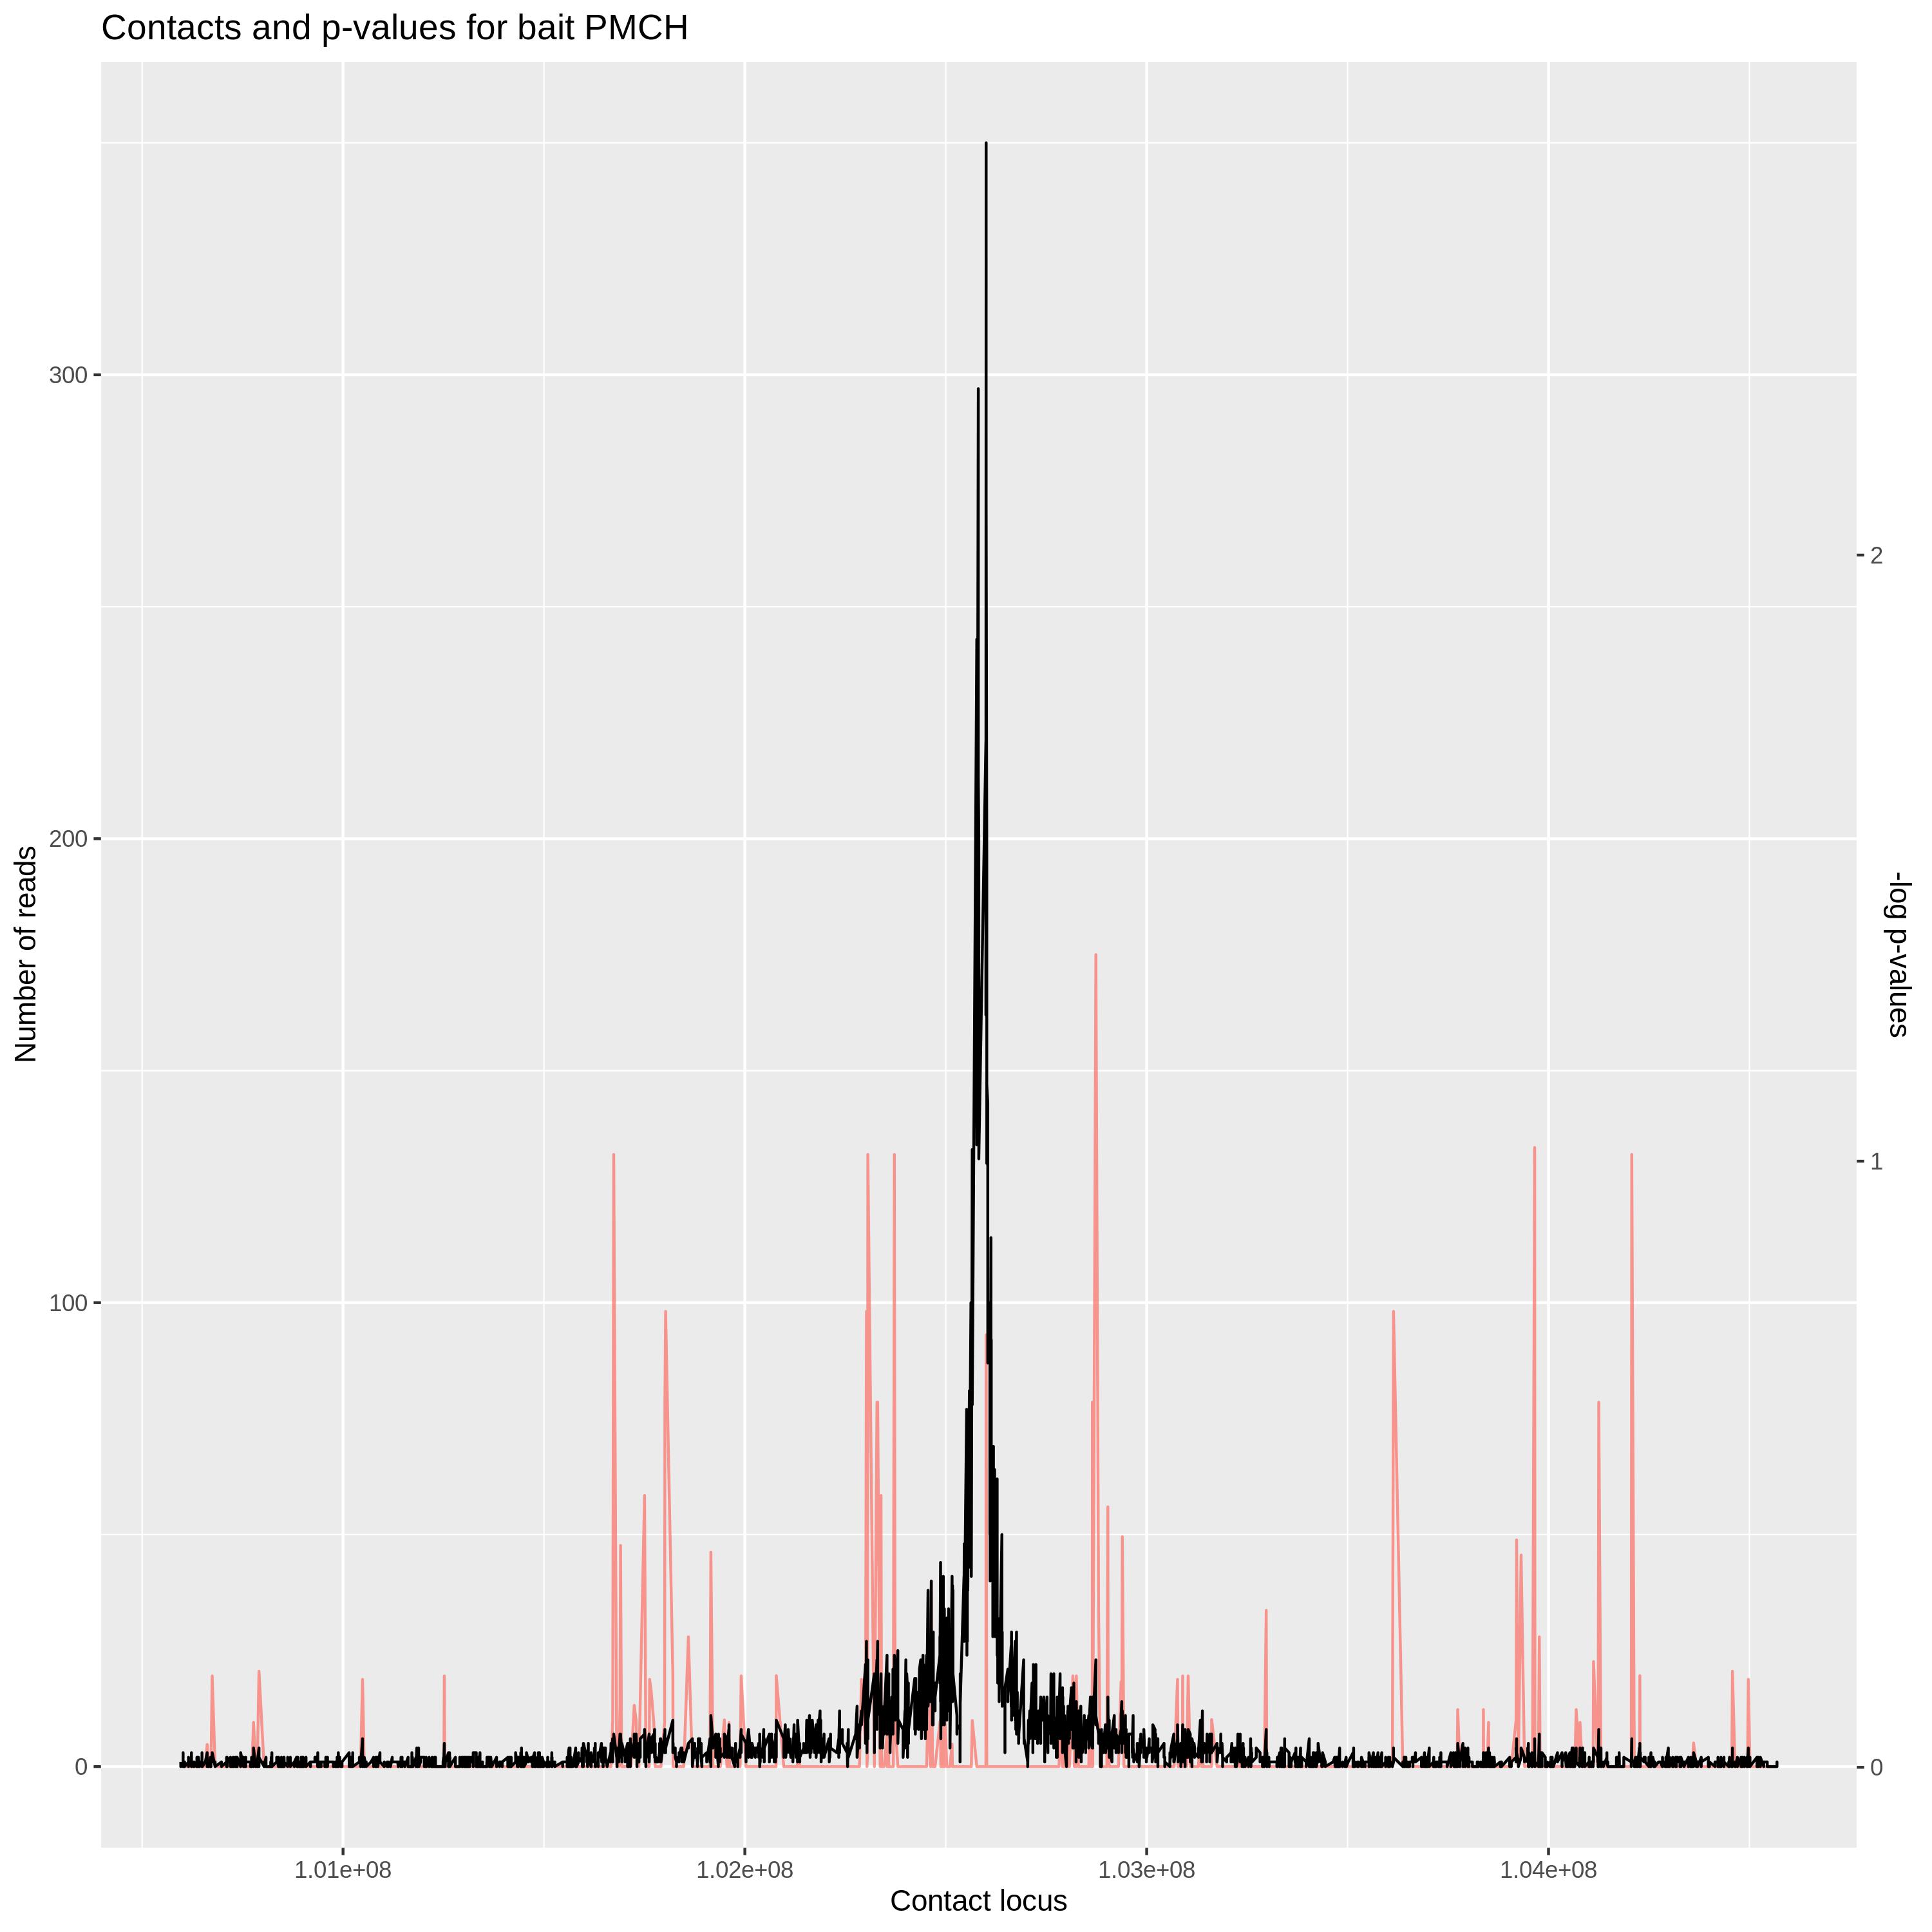 Contacts and p-values for bait PMCH
Number of reads
300
200
100
0
2
1
0
-log p-values
1.01e+08
1.02e+08
1.03e+08
1.04e+08
Contact locus